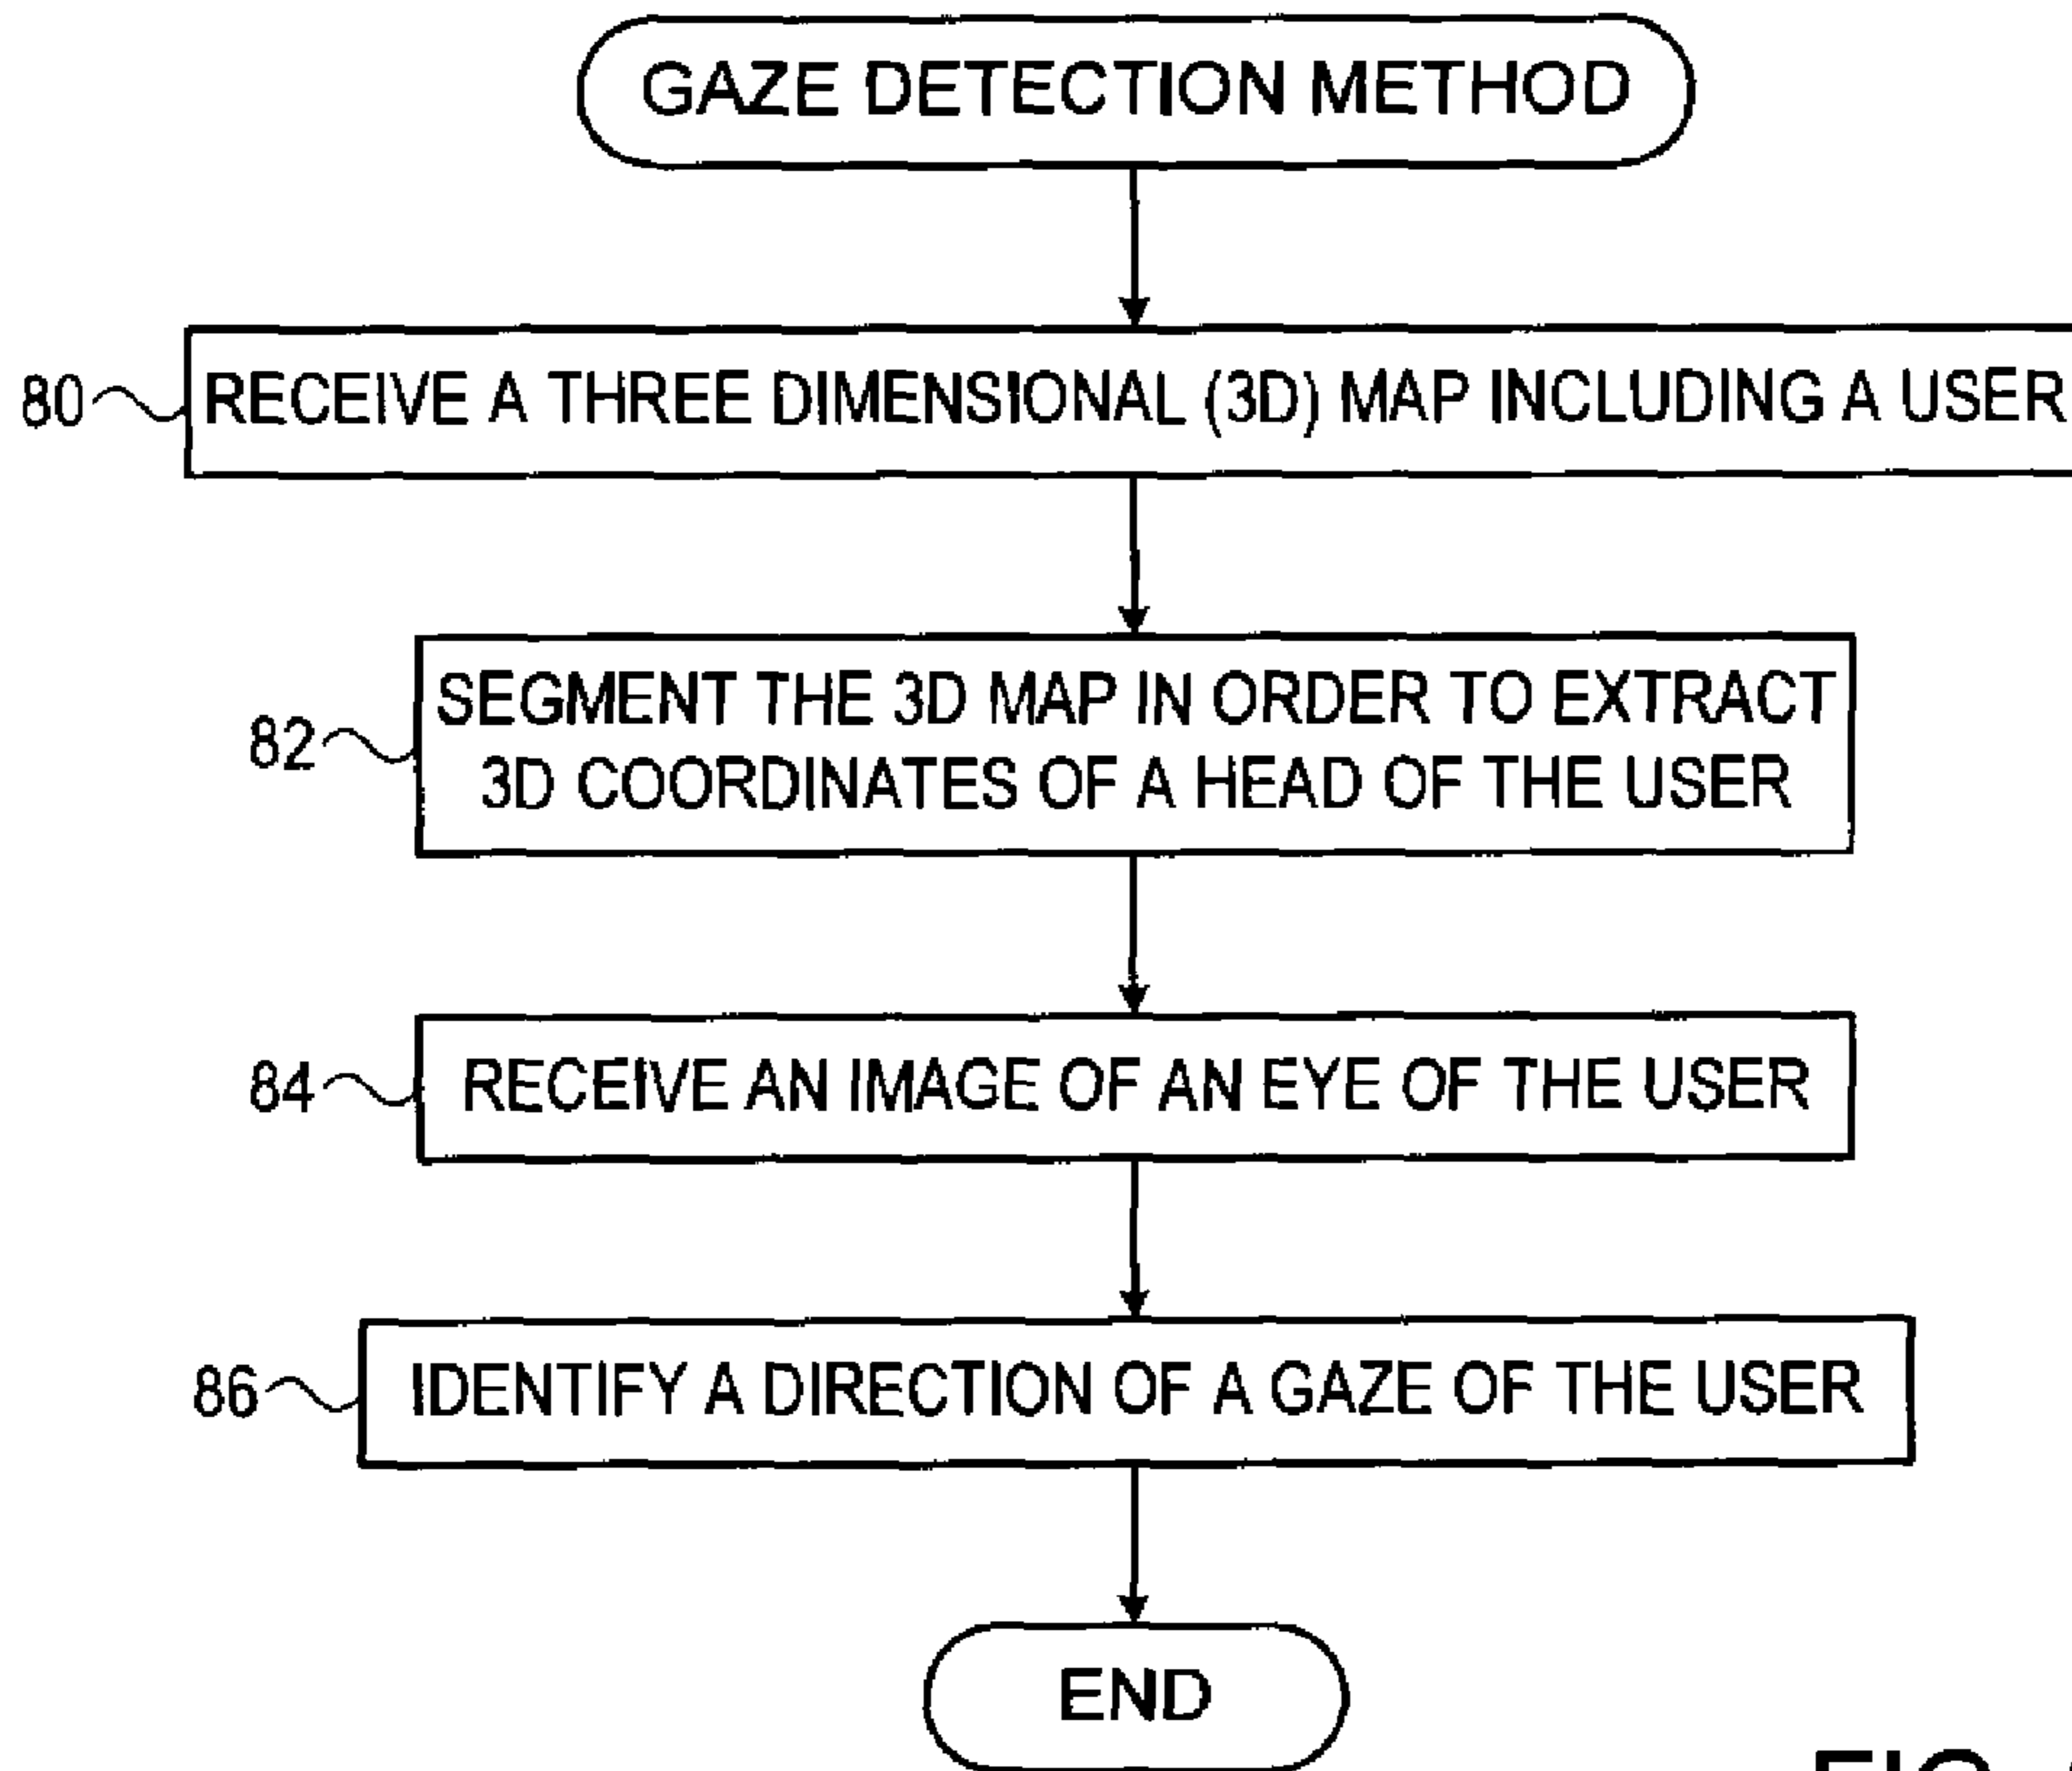 GAZE DETECTION METHOD
80 RECEIVE A THREE DIMENSIONAL (3D) MAP INCLUDING A USER
82 SEGMENT THE 3D MAP IN ORDER TO EXTRACT
3D COORDINATES OF A HEAD OF THE USER
84 RECEIVE AN IMAGE OF AN EYE OF THE USER
86 IDENTIFY A DIRECTION OF A GAZE OF THE USER
END
FIG.